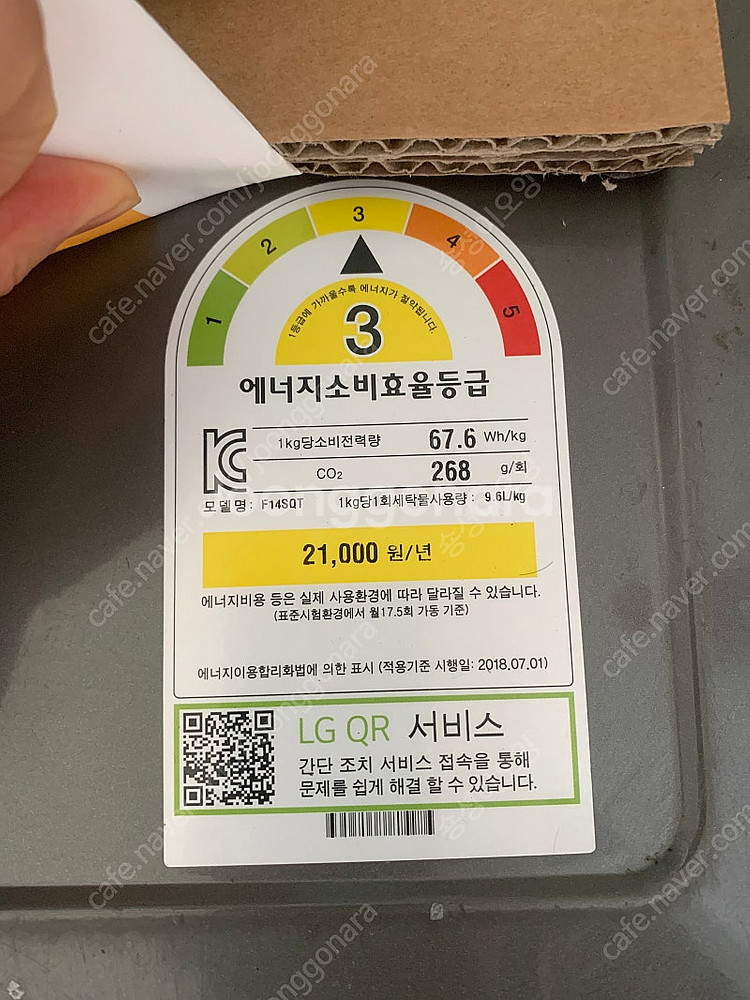 1 2 3 4 5
1등급에 가까울수록 에너지가 절약됩니다.
3
에너지소비효율등급
1kg당소비전력량 67.6 Wh/kg
CO₂ 268 g/회
모델명: F14SQT 1kg당1회세탁물사용량: 9.6L/kg
21,000 원/년
에너지비용 등은 실제 사용환경에 따라 달라질 수 있습니다.
(표준시험환경에서 월17.5회 가동 기준)
에너지이용합리화법에 의한 표시 (적용기준 시행일: 2018.07.01)
LG QR 서비스
간단 조치 서비스 접속을 통해
문제를 쉽게 해결 할 수 있습니다.
cafe.naver.com/joonggonara
joonggonara